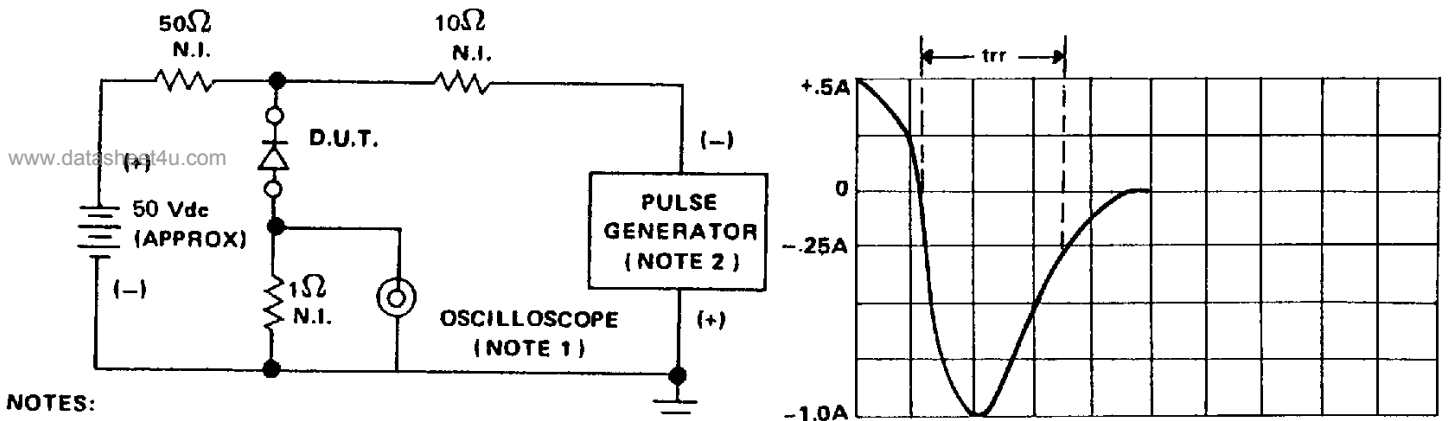 50Ω
N.I.
10Ω
N.I.
D.U.T.
www.datasheet4u.com
(+)
50 Vdc
(APPROX)
(−)
1Ω
N.I.
OSCILLOSCOPE
(NOTE 1)
(−)
PULSE
GENERATOR
(NOTE 2)
(+)
NOTES:
trr
+.5A
0
−.25A
−1.0A